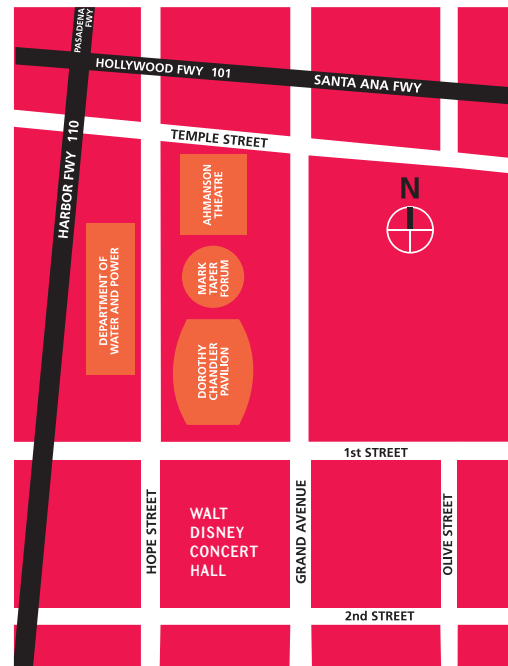 PASADENA
FWY
HOLLYWOOD FWY 101
SANTA ANA FWY
HARBOR FWY 110
TEMPLE STREET
AHMANSON
THEATRE
N
DEPARTMENT OF
WATER AND POWER
MARK
TAPER
FORUM
DOROTHY
CHANDLER
PAVILION
1st STREET
HOPE STREET
WALT
DISNEY
CONCERT
HALL
GRAND AVENUE
OLIVE STREET
2nd STREET